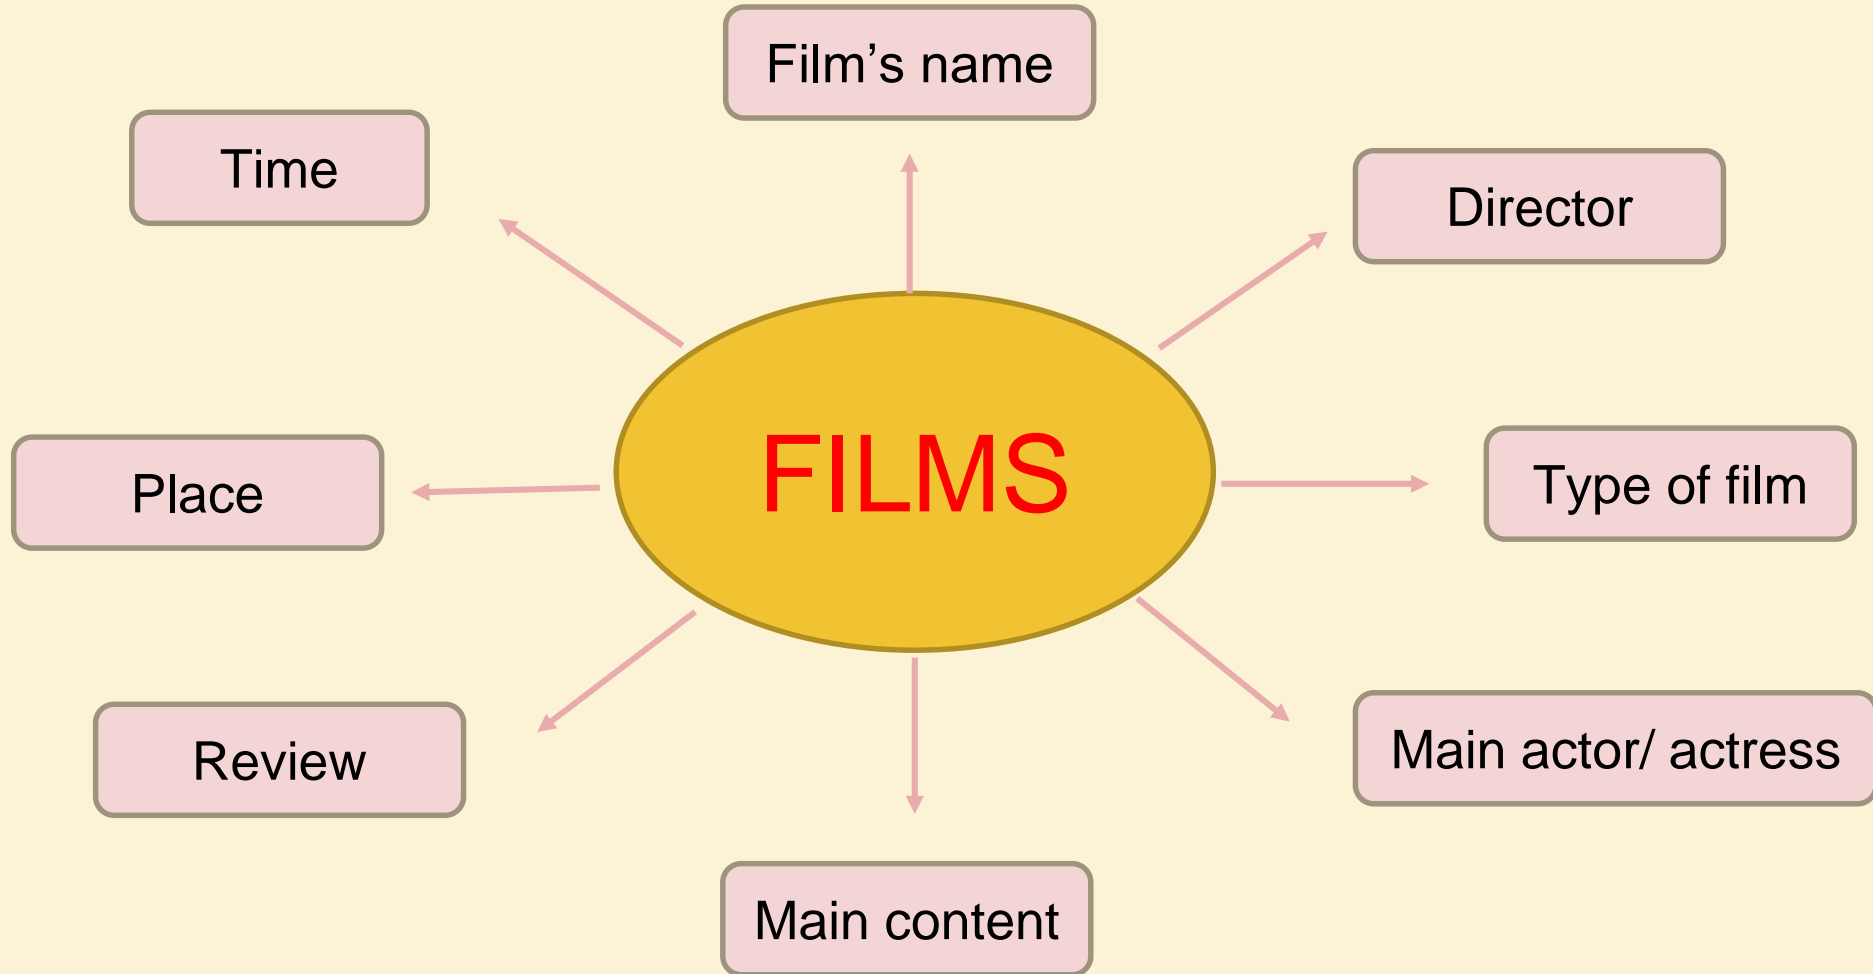 Film’s name
Time
Director
FILMS
Place
Type of film
Review
Main actor/ actress
Main content